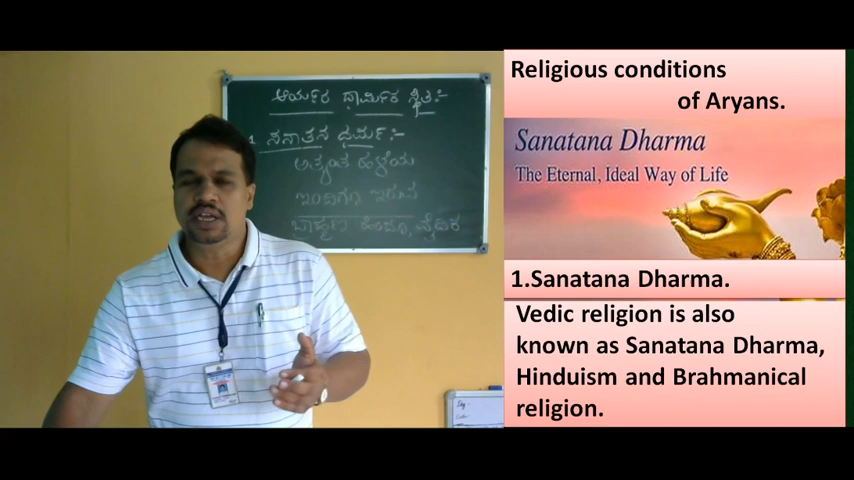 ಆರ್ಯರ ಧಾರ್ಮಿಕ ಸ್ಥಿತಿ:-
1 ಸನಾತನ ಧರ್ಮ:-
ಅತ್ಯಂತ ಹಳೆಯ
ಇಂದಿಗೂ ಇರುವ
ಬ್ರಾಹ್ಮಣ ಹಿಂದೂ, ವೈದಿಕ
Religious conditions
of Aryans.
Sanatana Dharma
The Eternal, Ideal Way of Life
1.Sanatana Dharma.
Vedic religion is also
known as Sanatana Dharma,
Hinduism and Brahmanical
religion.